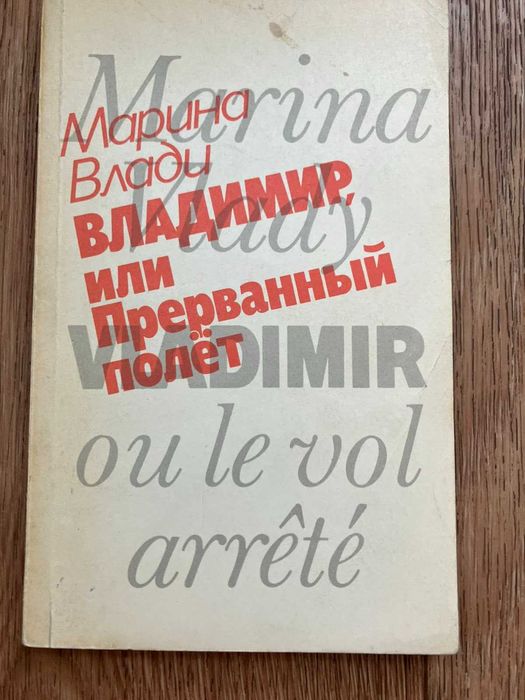 Marina
Vlady
VLADIMIR
ou le vol
arrêté
Марина
Влади
ВЛАДИМИР,
или
Прерванный
полёт